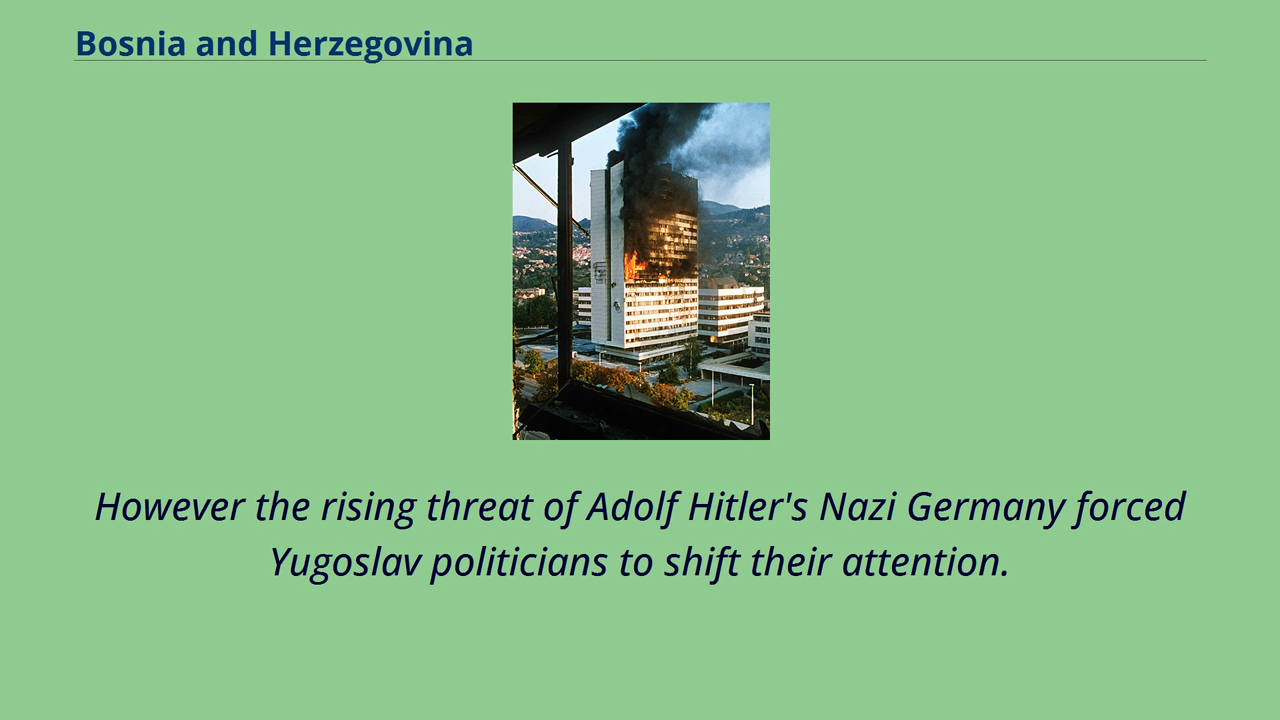 Bosnia and Herzegovina
However the rising threat of Adolf Hitler's Nazi Germany forced
Yugoslav politicians to shift their attention.